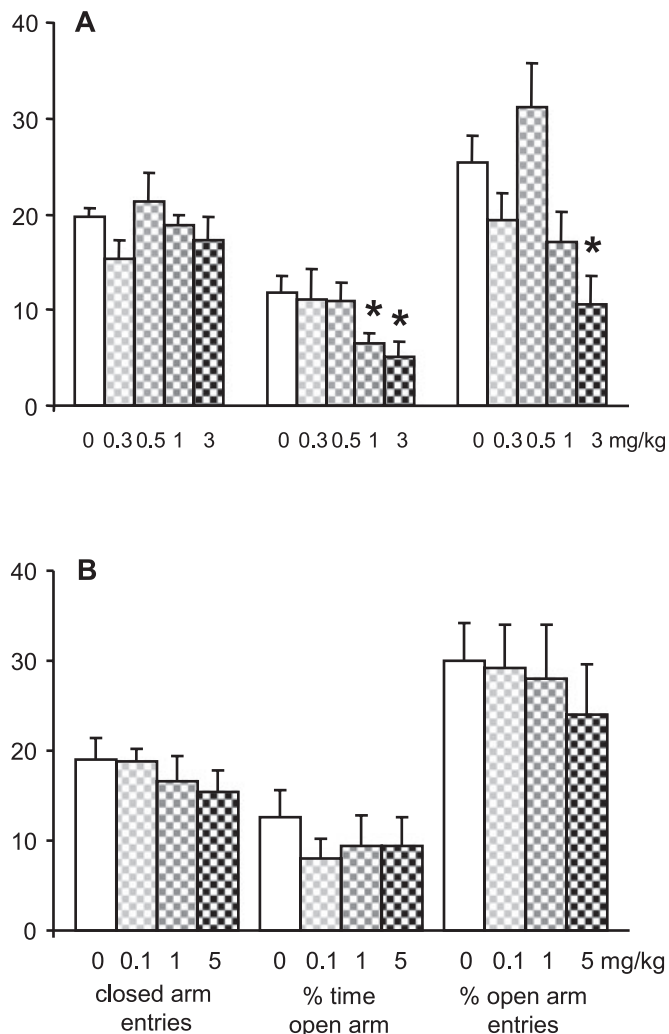 A
40
30
20
10
0
* * *
0 0.3 0.5 1 3 0 0.3 0.5 1 3 0 0.3 0.5 1 3 mg/kg
B
40
30
20
10
0
0 0.1 1 5 0 0.1 1 5 0 0.1 1 5 mg/kg
closed arm % time % open arm
entries open arm entries